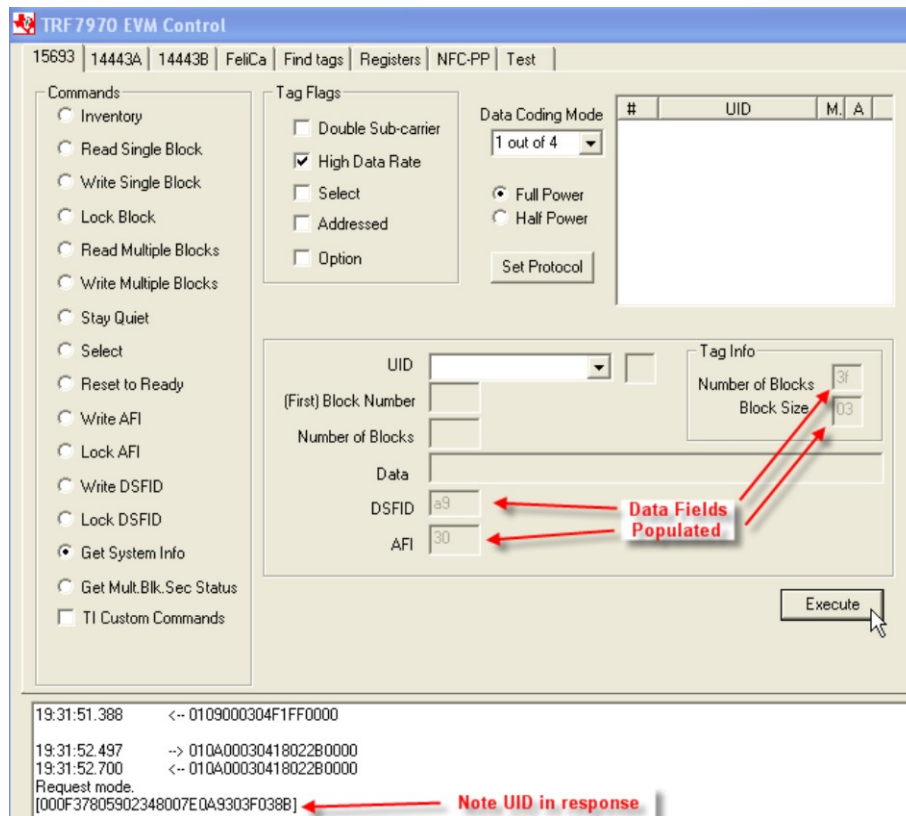 TRF7970 EVM Control
15693 14443A 14443B FeliCa Find tags Registers NFC-PP Test
Commands
Inventory
Read Single Block
Write Single Block
Lock Block
Read Multiple Blocks
Write Multiple Blocks
Stay Quiet
Select
Reset to Ready
Write AFI
Lock AFI
Write DSFID
Lock DSFID
Get System Info
Get Mult.Blk.Sec Status
TI Custom Commands
Tag Flags
Double Sub-carrier
High Data Rate
Select
Addressed
Option
Data Coding Mode
1 out of 4
Full Power
Half Power
Set Protocol
# UID M. A
UID
(First) Block Number
Number of Blocks
Data
DSFID a9
AFI 30
Tag Info
Number of Blocks 3f
Block Size 03
Data Fields
Populated
Execute
19:31:51.388 <-- 0109000304F1FF0000
19:31:52.497 --> 010A00030418022B0000
19:31:52.700 <-- 010A00030418022B0000
Request mode.
[000F37805902348007E0A9303F038B] Note UID in response